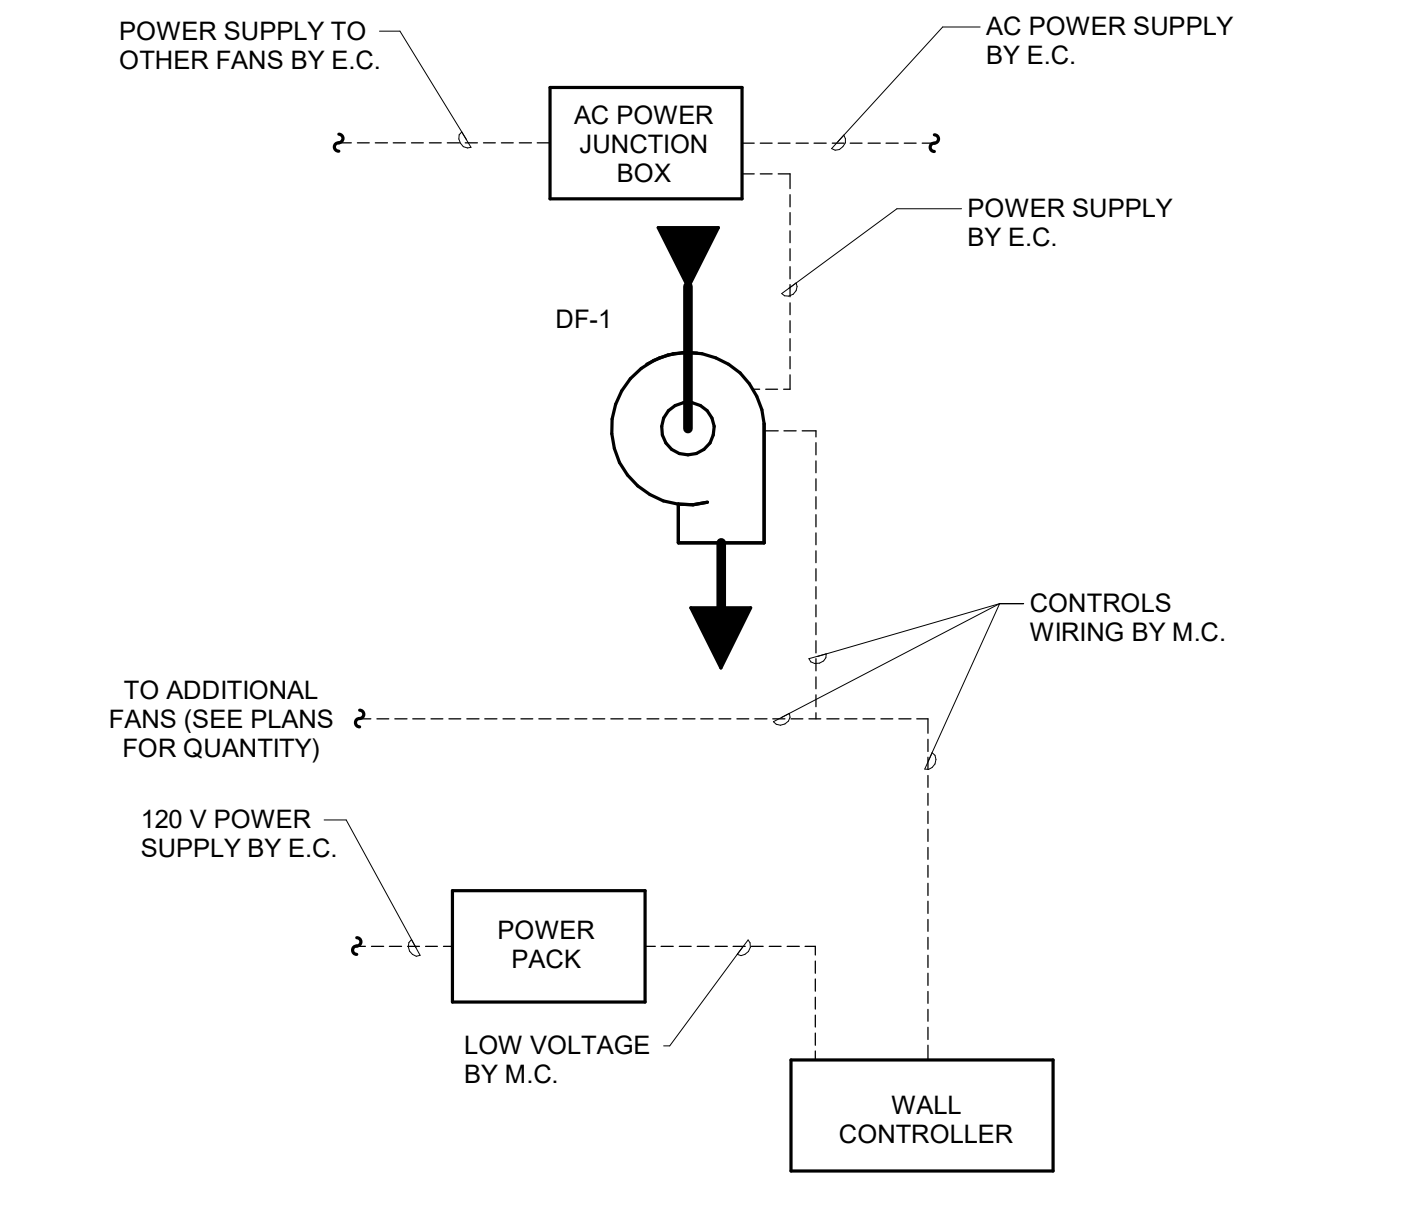 POWER SUPPLY TO
OTHER FANS BY E.C.
AC POWER SUPPLY
BY E.C.
AC POWER
JUNCTION
BOX
POWER SUPPLY
BY E.C.
DF-1
CONTROLS
WIRING BY M.C.
TO ADDITIONAL
FANS (SEE PLANS
FOR QUANTITY)
120 V POWER
SUPPLY BY E.C.
POWER
PACK
LOW VOLTAGE
BY M.C.
WALL
CONTROLLER